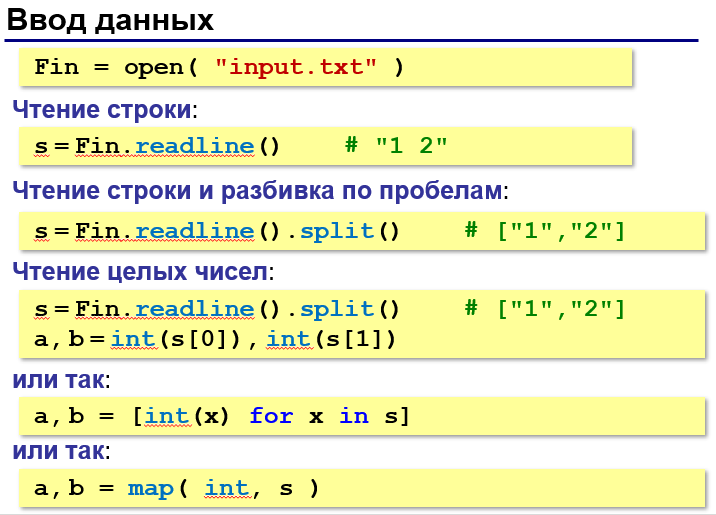 Ввод данных
Fin = open( "input.txt" )
Чтение строки:
s = Fin.readline() # "1 2"
Чтение строки и разбивка по пробелам:
s = Fin.readline().split() # ["1","2"]
Чтение целых чисел:
s = Fin.readline().split() # ["1","2"]
a,b = int(s[0]), int(s[1])
или так:
a,b = [int(x) for x in s]
или так:
a,b = map( int, s )